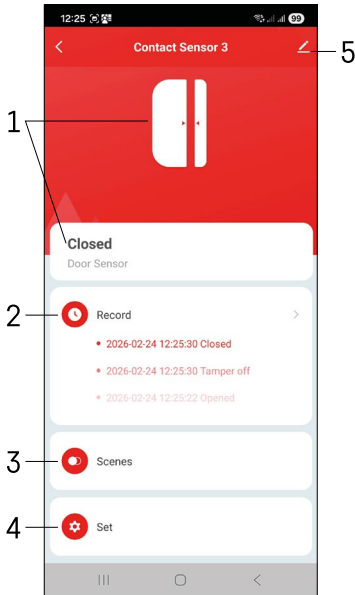 12:25 99
Contact Sensor 3
5
1
Closed
Door Sensor
2
Record
2026-02-24 12:25:30 Closed
2026-02-24 12:25:30 Tamper off
2026-02-24 12:25:22 Opened
3
Scenes
4
Set